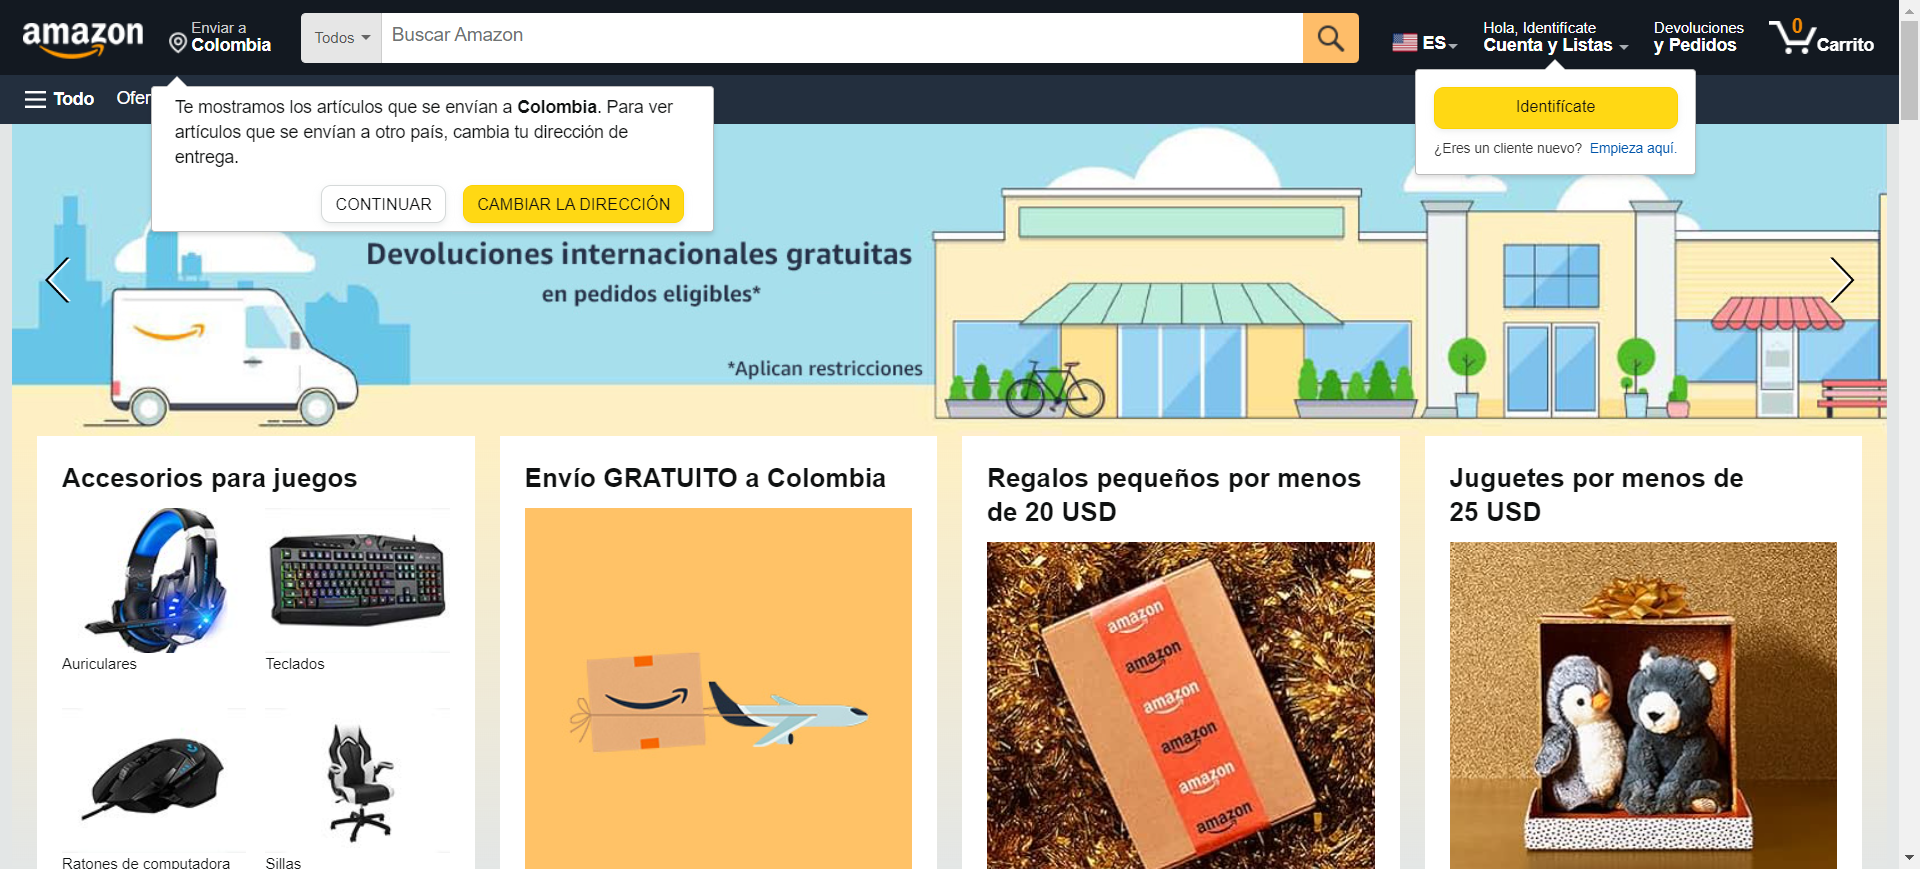 amazon
Enviar a
Colombia
Todos
Buscar Amazon
ES
Hola, Identifícate
Cuenta y Listas
Devoluciones
y Pedidos
0
Carrito
Todo
Ofer
Te mostramos los artículos que se envían a Colombia. Para ver
artículos que se envían a otro país, cambia tu dirección de
entrega.
CONTINUAR
CAMBIAR LA DIRECCIÓN
Identifícate
¿Eres un cliente nuevo? Empieza aquí.
Devoluciones internacionales gratuitas
en pedidos eligibles*
*Aplican restricciones
Accesorios para juegos
Auriculares
Teclados
Ratones de computadora
Sillas
Envío GRATUITO a Colombia
Regalos pequeños por menos
de 20 USD
amazon
amazon
amazon
amazon
amazon
amazon
Juguetes por menos de
25 USD